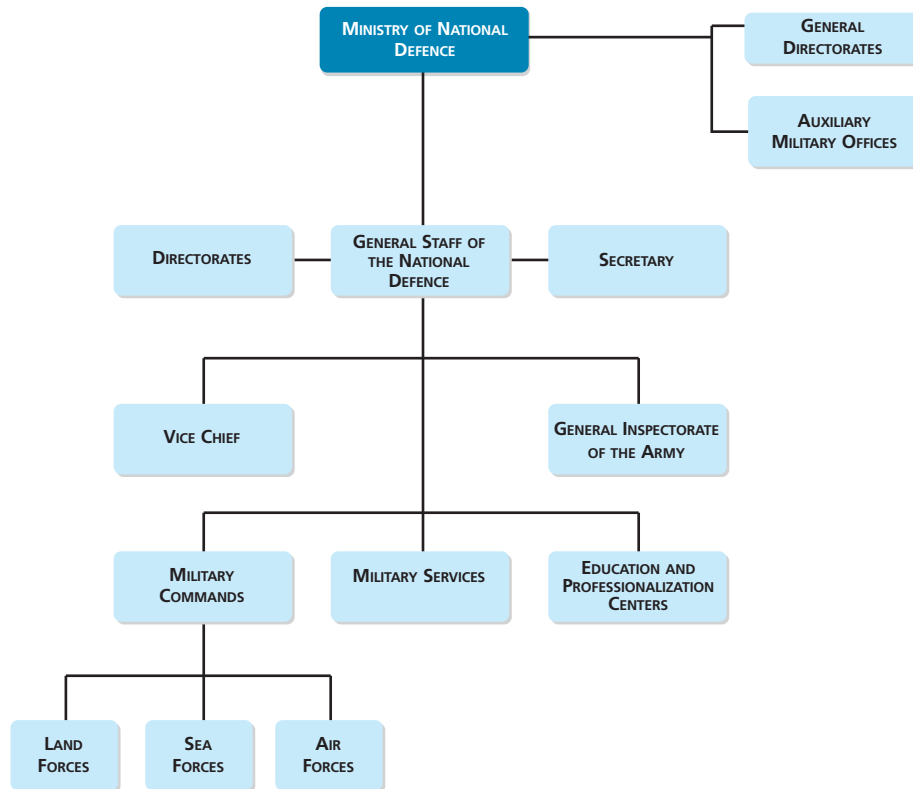 Ministry of National
Defence
General
Directorates
Auxiliary
Military Offices
Directorates
General Staff of
the National
Defence
Secretary
Vice Chief
General Inspectorate
of the Army
Military
Commands
Military Services
Education and
Professionalization
Centers
Land
Forces
Sea
Forces
Air
Forces